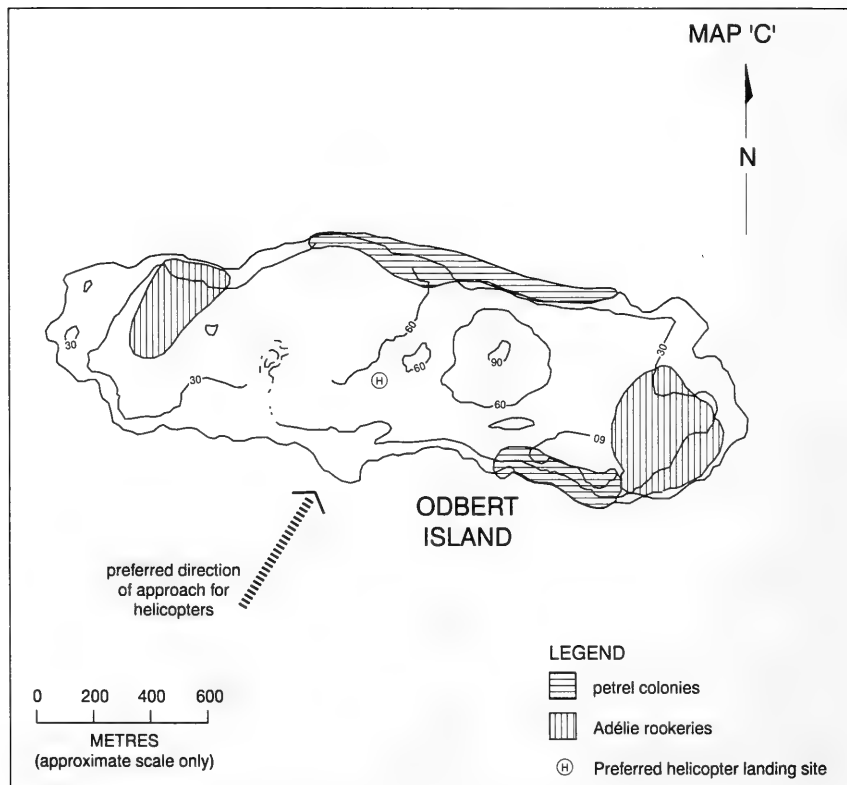 MAP 'C'
N
60
30
60
90
30
30
60
60
H
ODBERT
ISLAND
preferred direction
of approach for
helicopters
0 200 400 600
METRES
(approximate scale only)
LEGEND
petrel colonies
Adélie rookeries
H Preferred helicopter landing site